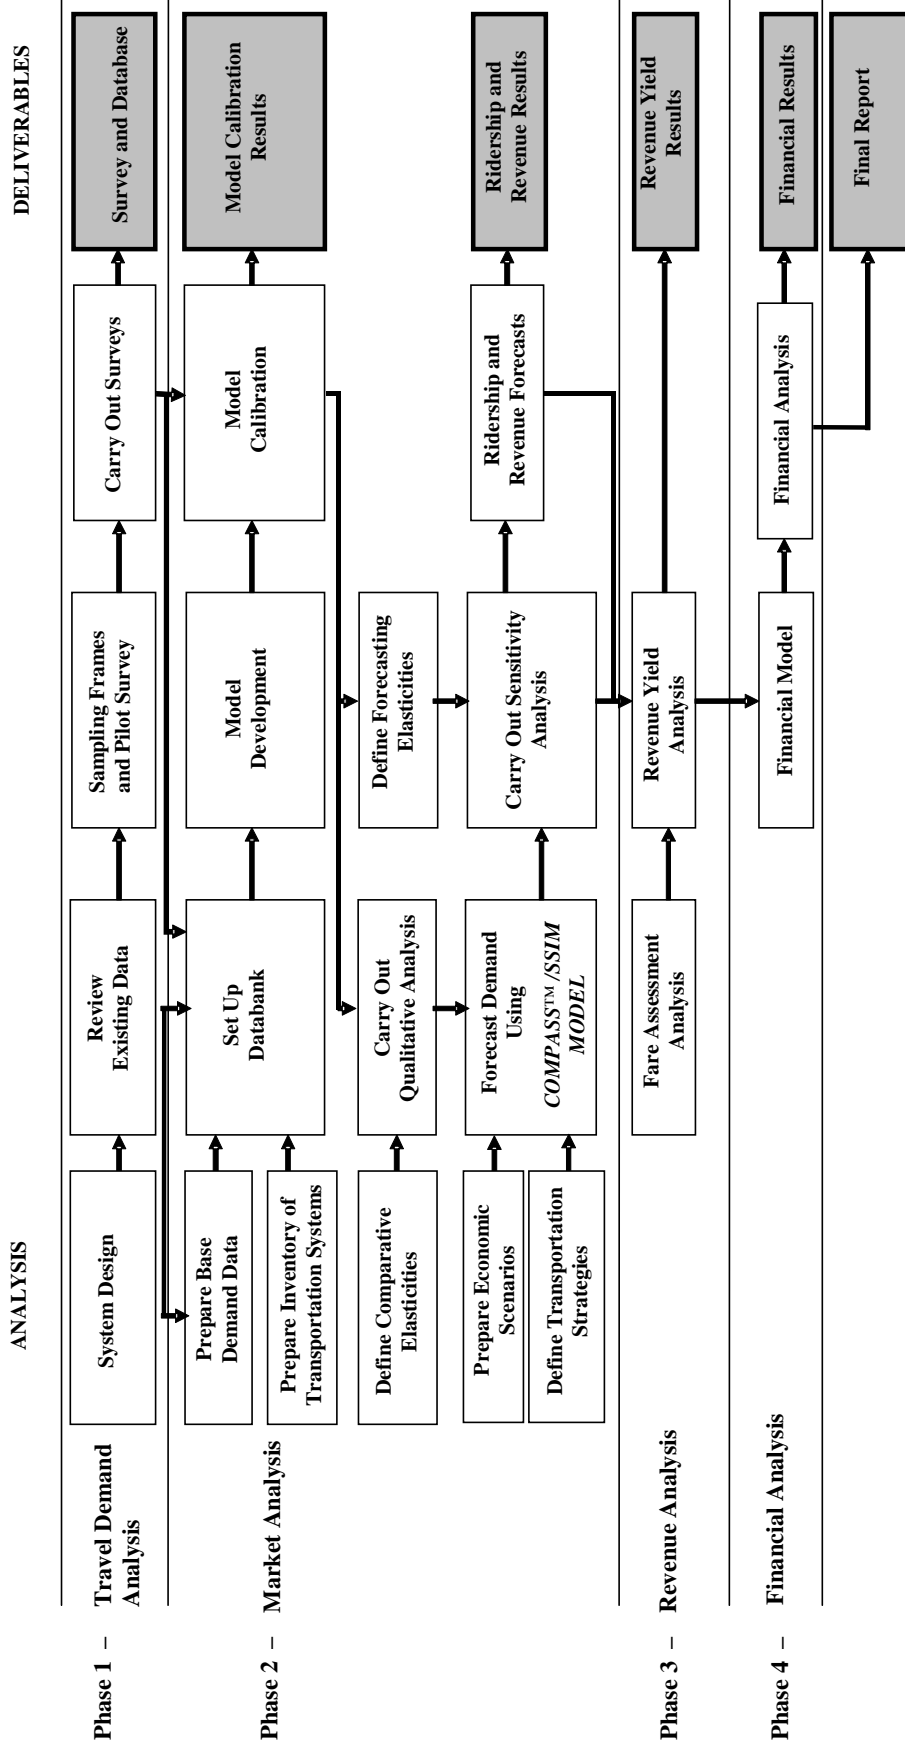 ANALYSIS
DELIVERABLES
Phase 1  –  Travel Demand
Analysis
System Design
Review
Existing Data
Sampling Frames
and Pilot Survey
Carry Out Surveys
Survey and Database
Phase 2  –  Market Analysis
Prepare Base
Demand Data
Prepare Inventory of
Transportation Systems
Set Up
Databank
Model
Development
Model
Calibration
Model Calibration
Results
Define Comparative
Elasticities
Carry Out
Qualitative Analysis
Define Forecasting
Elasticities
Prepare Economic
Scenarios
Define Transportation
Strategies
Forecast Demand
Using
COMPASS™/SSIM
MODEL
Carry Out Sensitivity
Analysis
Ridership and
Revenue Forecasts
Ridership and
Revenue Results
Phase 3  –  Revenue Analysis
Fare Assessment
Analysis
Revenue Yield
Analysis
Revenue Yield
Results
Phase 4  –  Financial Analysis
Financial Model
Financial Analysis
Financial Results
Final Report